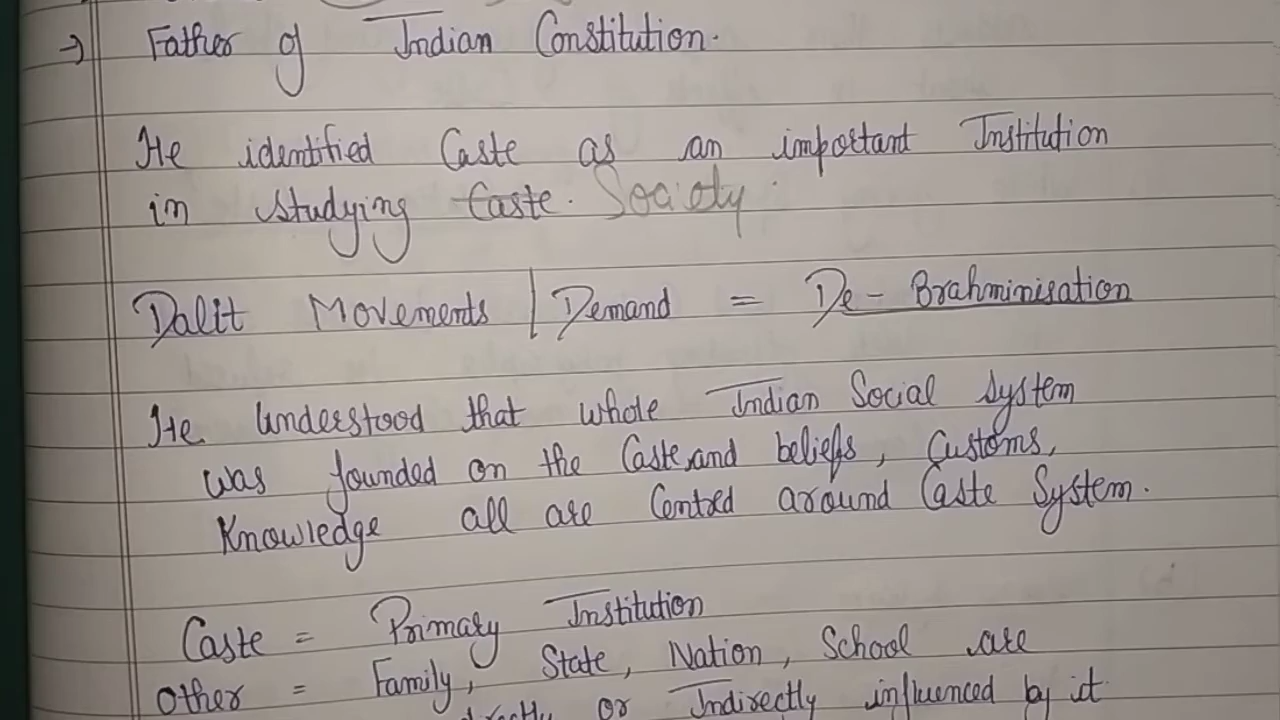 → Father of Indian Constitution.
He identified Caste as an important Institution
in studying Caste. Society.
Dalit Movements | Demand = De - Brahminisation
He understood that whole Indian Social System
was founded on the Caste, and beliefs, Customs,
Knowledge all are Centred around Caste System.
Caste = Primary Institution
Other = Family, State, Nation, School are
directly or Indirectly influenced by it